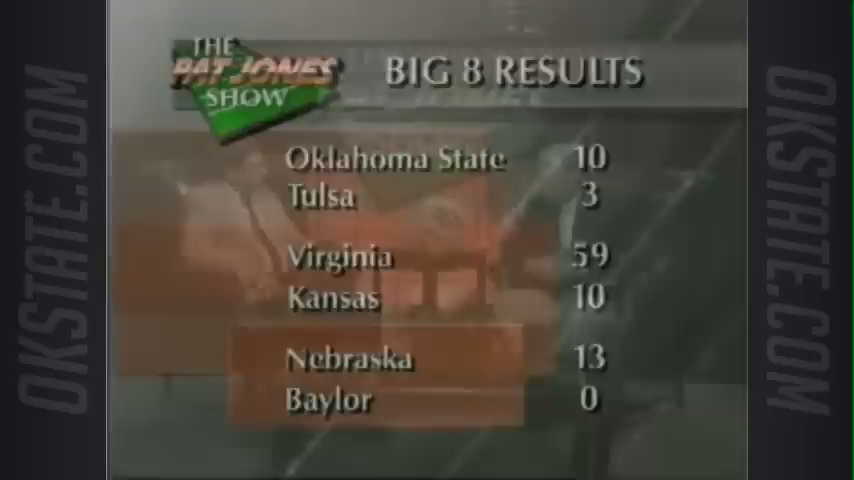 THE
PAT JONES
SHOW
BIG 8 RESULTS
Oklahoma State 10
Tulsa 3
Virginia 59
Kansas 10
Nebraska 13
Baylor 0
OKSTATE.COM
OKSTATE.COM